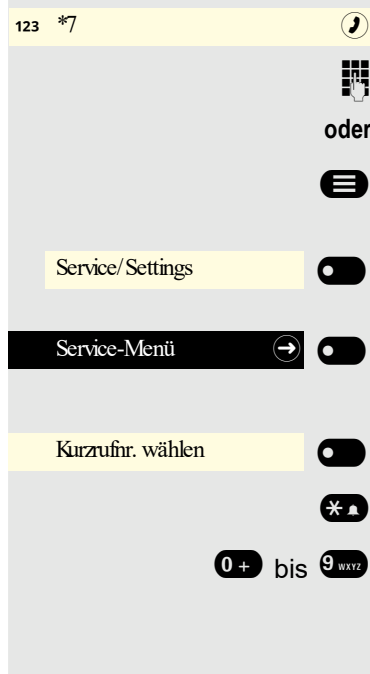 123 *7
oder
Service/Settings
Service-Menü
Kurzrufnr. wählen
0 + bis 9 WXYZ